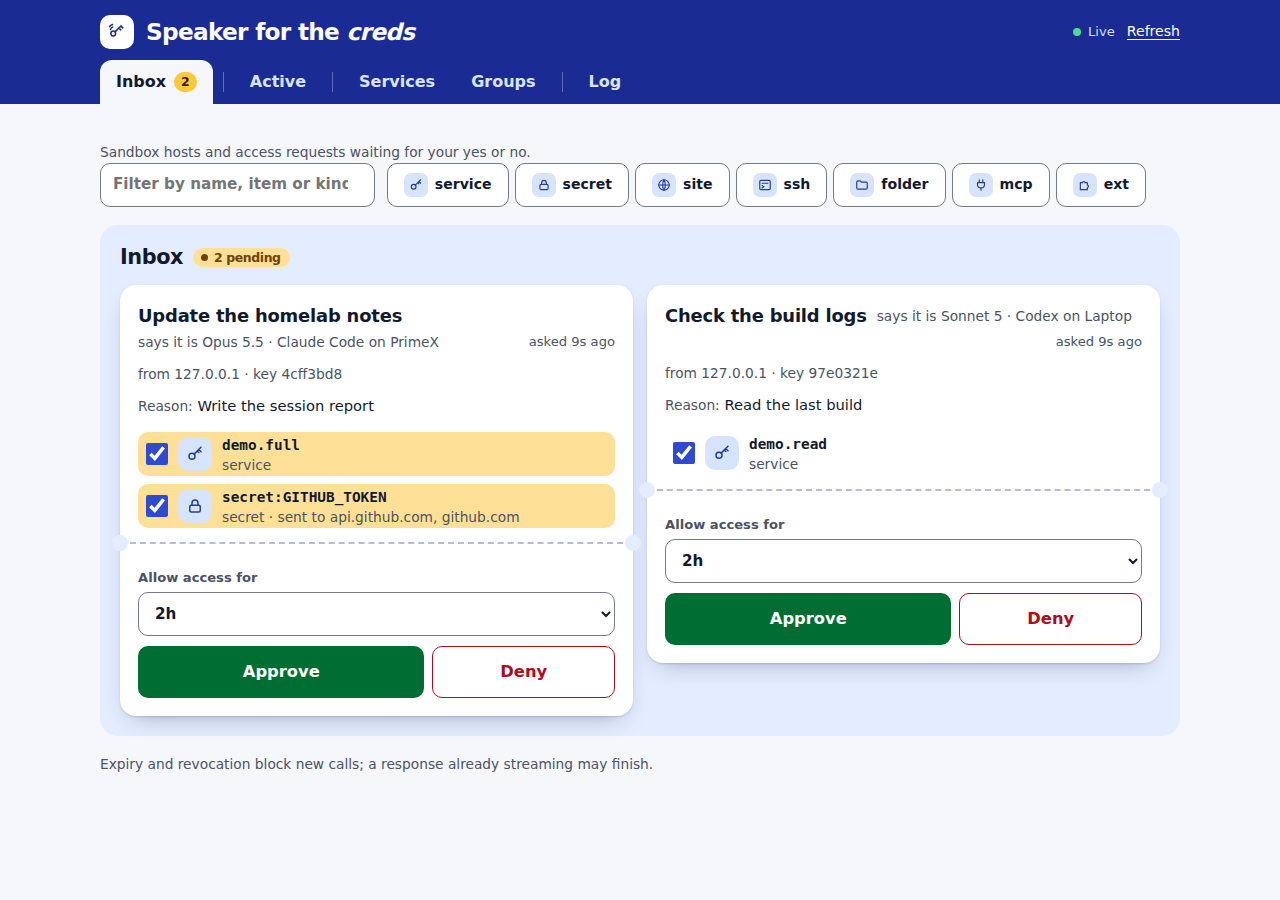 Speaker for the creds
Live Refresh
Inbox 2 Active Services Groups Log
Sandbox hosts and access requests waiting for your yes or no.
Filter by name, item or kind service secret site ssh folder mcp ext
Inbox 2 pending
Update the homelab notes
says it is Opus 5.5 · Claude Code on PrimeX asked 9s ago
from 127.0.0.1 · key 4cff3bd8
Reason: Write the session report
demo.full
service
secret:GITHUB_TOKEN
secret · sent to api.github.com, github.com
Allow access for
2h
Approve Deny
Check the build logs says it is Sonnet 5 · Codex on Laptop
asked 9s ago
from 127.0.0.1 · key 97e0321e
Reason: Read the last build
demo.read
service
Allow access for
2h
Approve Deny
Expiry and revocation block new calls; a response already streaming may finish.